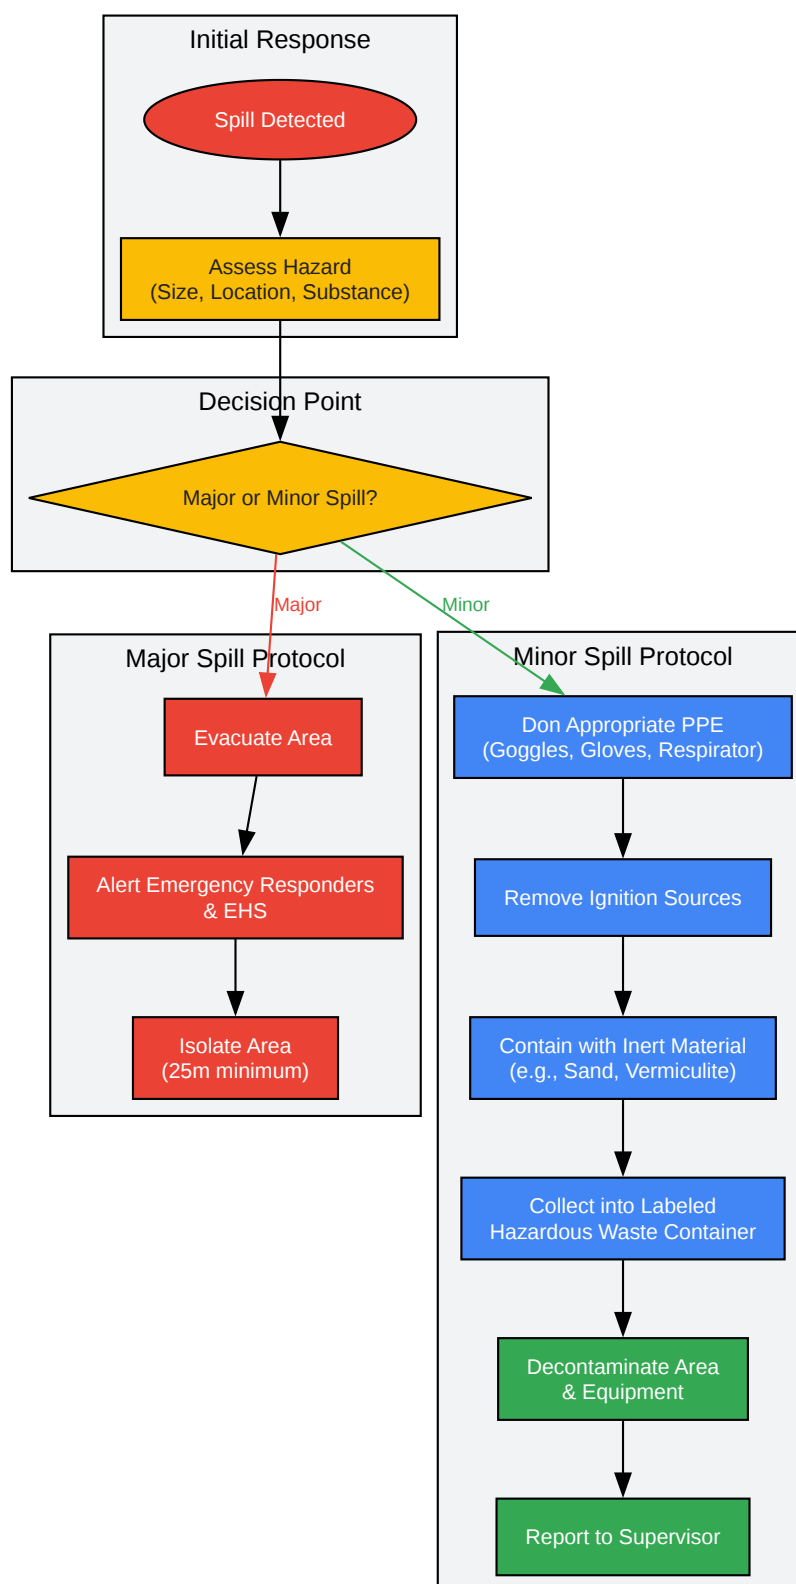 Initial Response
Spill Detected
Assess Hazard
(Size, Location, Substance)
Decision Point
Major or Minor Spill?
Major
Minor
Major Spill Protocol
Evacuate Area
Alert Emergency Responders
& EHS
Isolate Area
(25m minimum)
Minor Spill Protocol
Don Appropriate PPE
(Goggles, Gloves, Respirator)
Remove Ignition Sources
Contain with Inert Material
(e.g., Sand, Vermiculite)
Collect into Labeled
Hazardous Waste Container
Decontaminate Area
& Equipment
Report to Supervisor